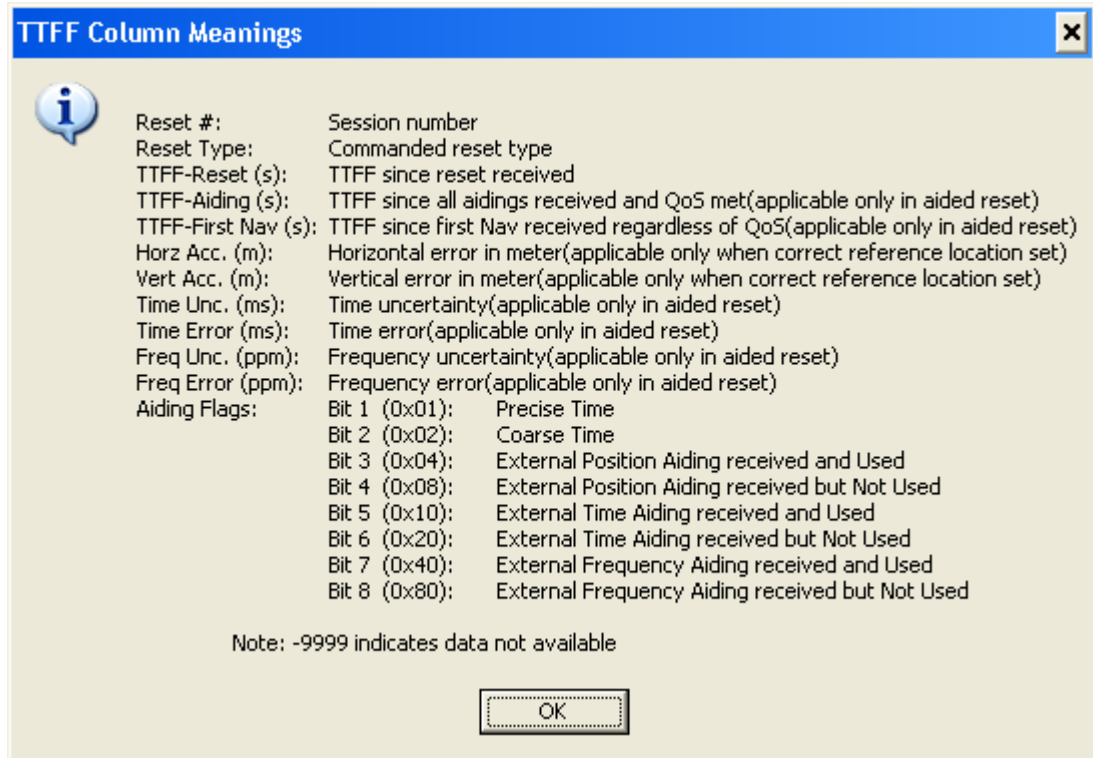 TTFF Column Meanings
Reset #: Session number
Reset Type: Commanded reset type
TTFF-Reset (s): TTFF since reset received
TTFF-Aiding (s): TTFF since all aidings received and QoS met(applicable only in aided reset)
TTFF-First Nav (s): TTFF since first Nav received regardless of QoS(applicable only in aided reset)
Horz Acc. (m): Horizontal error in meter(applicable only when correct reference location set)
Vert Acc. (m): Vertical error in meter(applicable only when correct reference location set)
Time Unc. (ms): Time uncertainty(applicable only in aided reset)
Time Error (ms): Time error(applicable only in aided reset)
Freq Unc. (ppm): Frequency uncertainty(applicable only in aided reset)
Freq Error (ppm): Frequency error(applicable only in aided reset)
Aiding Flags: Bit 1 (0x01): Precise Time
Bit 2 (0x02): Coarse Time
Bit 3 (0x04): External Position Aiding received and Used
Bit 4 (0x08): External Position Aiding received but Not Used
Bit 5 (0x10): External Time Aiding received and Used
Bit 6 (0x20): External Time Aiding received but Not Used
Bit 7 (0x40): External Frequency Aiding received and Used
Bit 8 (0x80): External Frequency Aiding received but Not Used
Note: -9999 indicates data not available
OK